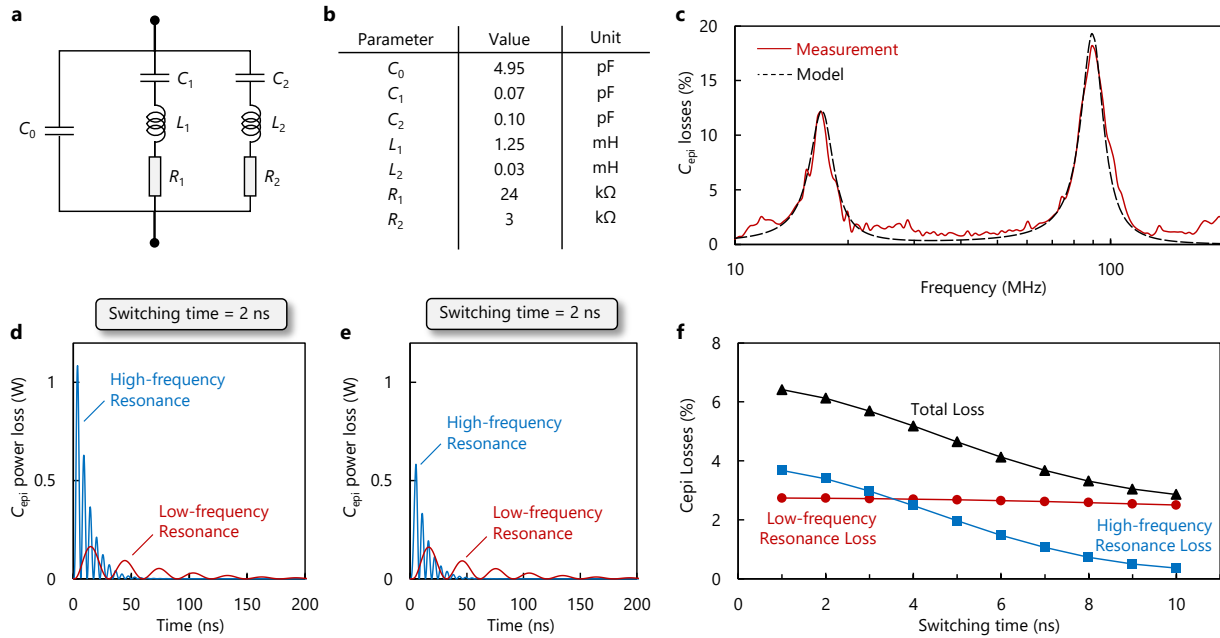 a
C0
C1
L1
R1
C2
L2
R2
b
Parameter Value Unit
C0 4.95 pF
C1 0.07 pF
C2 0.10 pF
L1 1.25 mH
L2 0.03 mH
R1 24 kΩ
R2 3 kΩ
c
Cepi losses (%)
20
15
10
5
0
Measurement
Model
10 100
Frequency (MHz)
d
Switching time = 2 ns
Cepi power loss (W)
1
0.5
0
High-frequency
Resonance
Low-frequency
Resonance
0 50 100 150 200
Time (ns)
e
Switching time = 2 ns
Cepi power loss (W)
1
0.5
0
High-frequency
Resonance
Low-frequency
Resonance
0 50 100 150 200
Time (ns)
f
Cepi Losses (%)
8
6
4
2
0
Total Loss
Low-frequency
Resonance Loss
High-frequency
Resonance Loss
0 2 4 6 8 10
Switching time (ns)